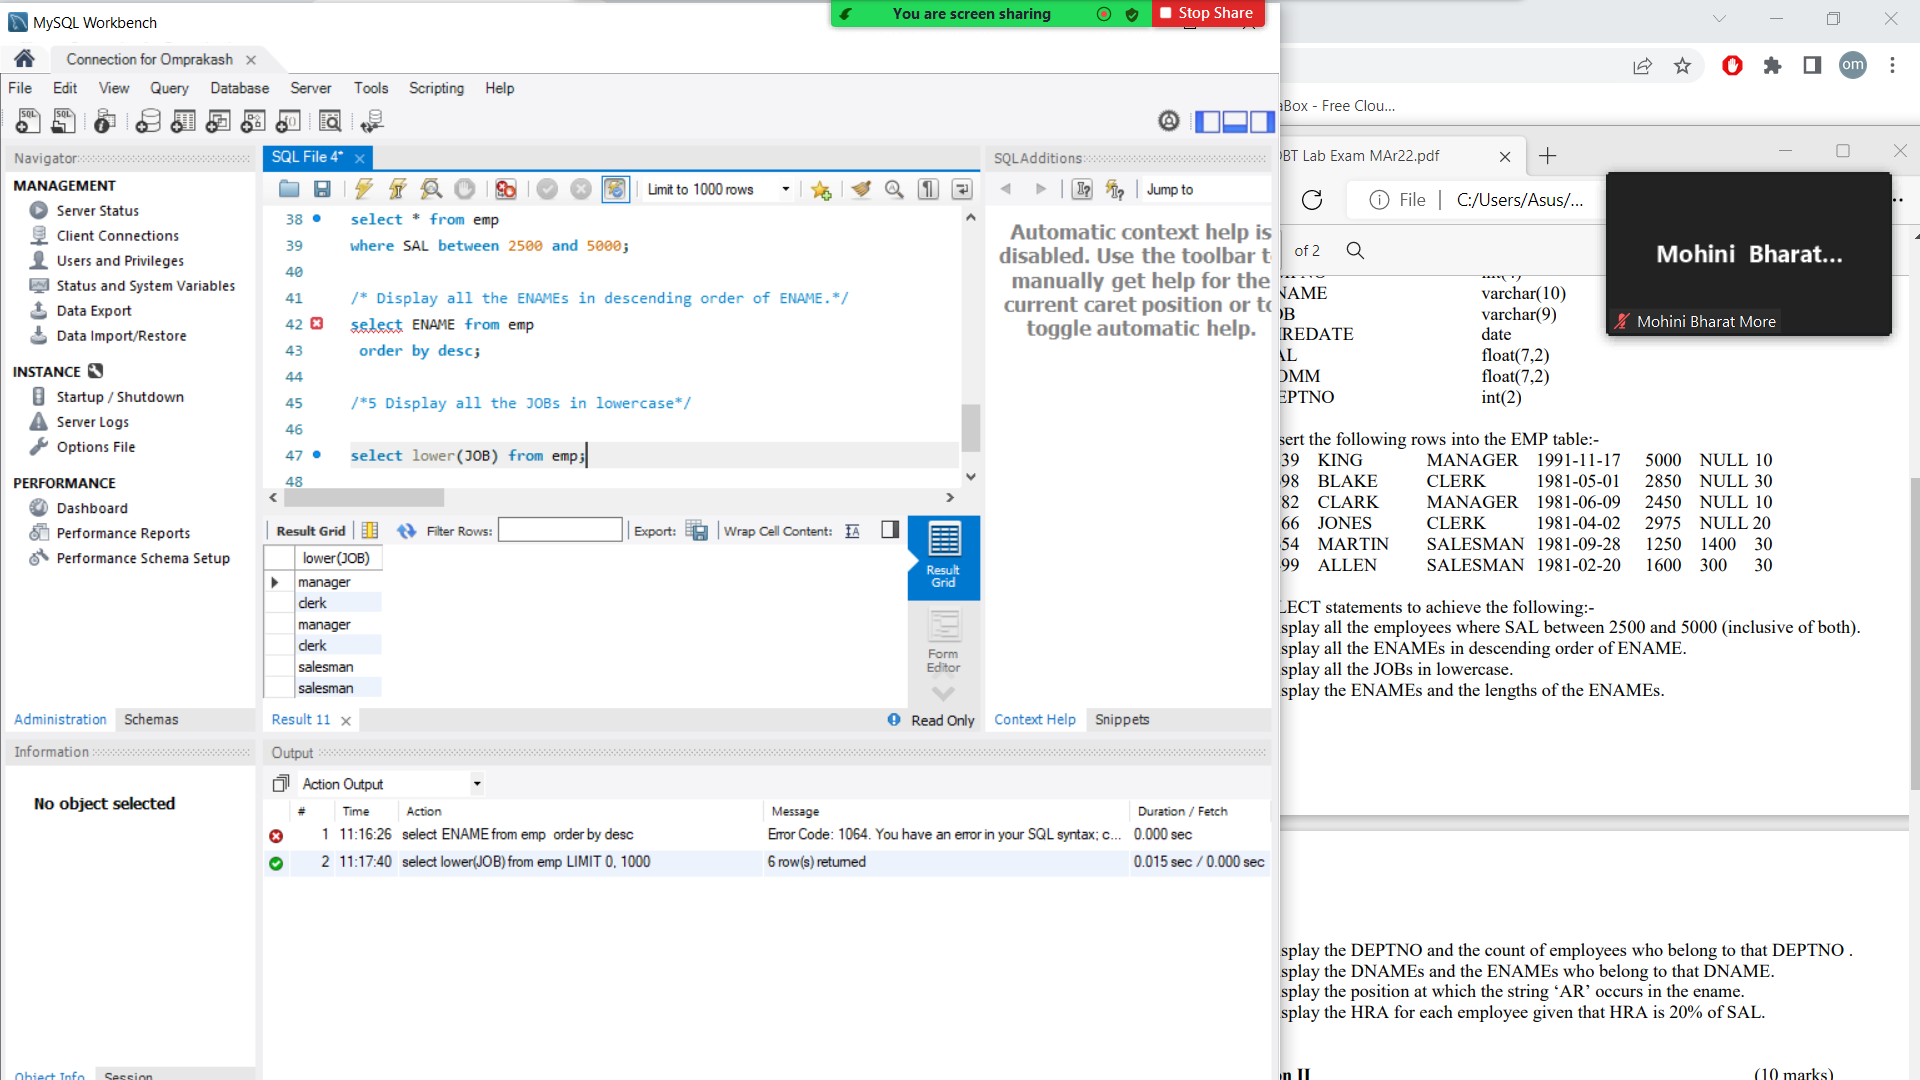 MySQL Workbench
You are screen sharing
Stop Share
Connection for Omprakash
File Edit View Query Database Server Tools Scripting Help
Navigator
MANAGEMENT
Server Status
Client Connections
Users and Privileges
Status and System Variables
Data Export
Data Import/Restore
INSTANCE
Startup / Shutdown
Server Logs
Options File
PERFORMANCE
Dashboard
Performance Reports
Performance Schema Setup
Administration Schemas
Information
No object selected
Object Info Session
SQL File 4*
Limit to 1000 rows
38 select * from emp
39 where SAL between 2500 and 5000;
40
41 /* Display all the ENAMEs in descending order of ENAME.*/
42 select ENAME from emp
43 order by desc;
44
45 /*5 Display all the JOBs in lowercase*/
46
47 select lower(JOB) from emp;
48
Result Grid Filter Rows: Export: Wrap Cell Content:
lower(JOB)
manager
clerk
manager
clerk
salesman
salesman
Result Grid
Form Editor
Result 11 Read Only
SQLAdditions
Jump to
Automatic context help is
disabled. Use the toolbar t
manually get help for the
current caret position or to
toggle automatic help.
Context Help Snippets
Output
Action Output
# Time Action Message Duration / Fetch
1 11:16:26 select ENAME from emp order by desc Error Code: 1064. You have an error in your SQL syntax; c... 0.000 sec
2 11:17:40 select lower(JOB) from emp LIMIT 0, 1000 6 row(s) returned 0.015 sec / 0.000 sec
om
aBox - Free Clou...
DBT Lab Exam MAr22.pdf
File C:/Users/Asus/...
of 2
Mohini Bharat...
Mohini Bharat More
NAME varchar(10)
OB varchar(9)
REDATE date
AL float(7,2)
OMM float(7,2)
EPTNO int(2)
sert the following rows into the EMP table:-
39 KING MANAGER 1991-11-17 5000 NULL 10
98 BLAKE CLERK 1981-05-01 2850 NULL 30
82 CLARK MANAGER 1981-06-09 2450 NULL 10
66 JONES CLERK 1981-04-02 2975 NULL 20
54 MARTIN SALESMAN 1981-09-28 1250 1400 30
99 ALLEN SALESMAN 1981-02-20 1600 300 30
LECT statements to achieve the following:-
splay all the employees where SAL between 2500 and 5000 (inclusive of both).
splay all the ENAMEs in descending order of ENAME.
splay all the JOBs in lowercase.
splay the ENAMEs and the lengths of the ENAMEs.
splay the DEPTNO and the count of employees who belong to that DEPTNO .
splay the DNAMEs and the ENAMEs who belong to that DNAME.
splay the position at which the string ‘AR’ occurs in the ename.
splay the HRA for each employee given that HRA is 20% of SAL.
on II (10 marks)